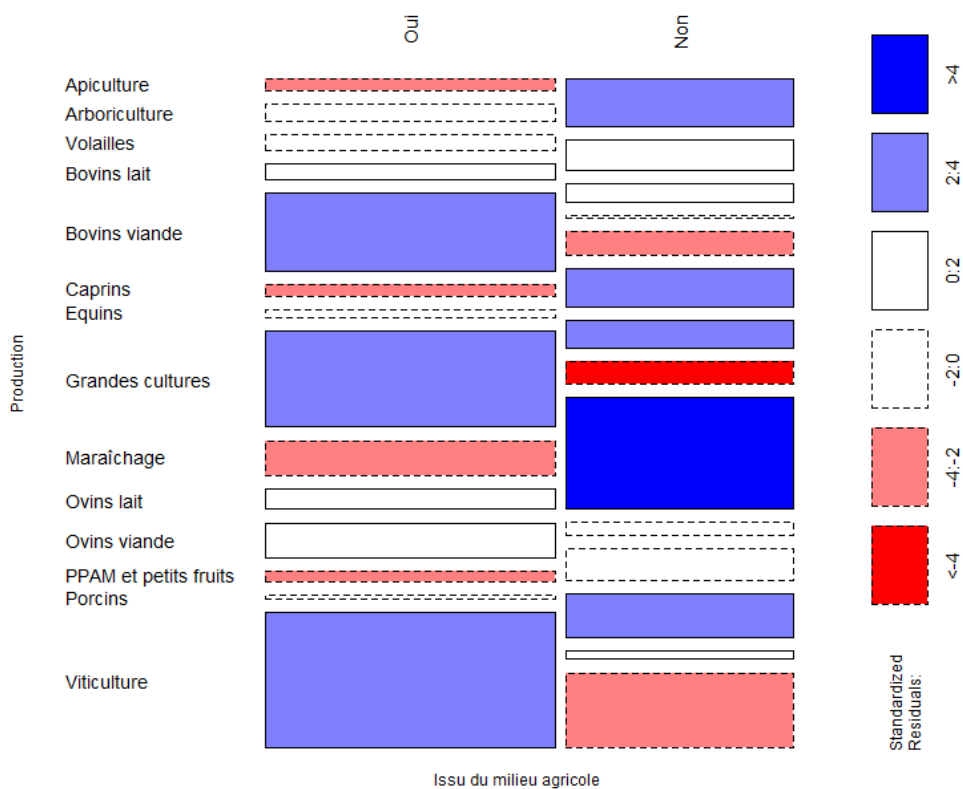 Oui
Non
Apiculture
Arboriculture
Volailles
Bovins lait
Bovins viande
Caprins
Equins
Grandes cultures
Maraîchage
Ovins lait
Ovins viande
PPAM et petits fruits
Porcins
Viticulture
Production
Issu du milieu agricole
>4
2:4
0:2
-2:0
-4:-2
<-4
Standardized
Residuals: